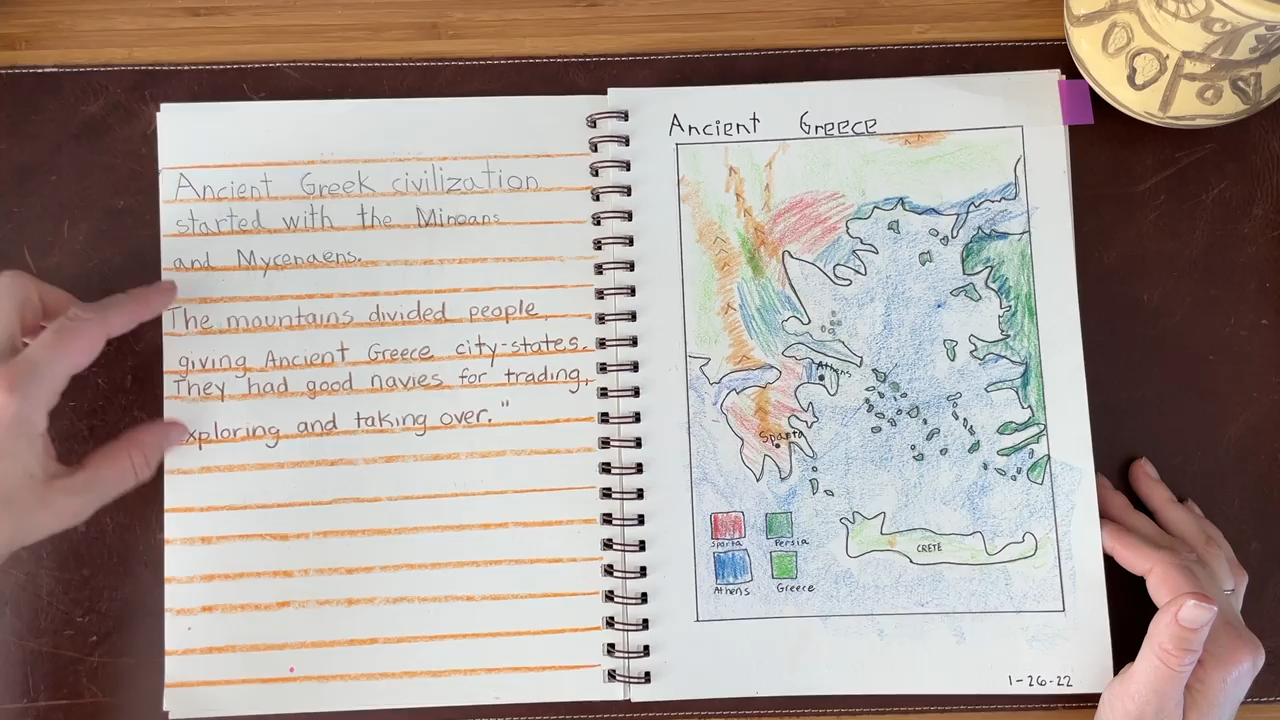 Ancient Greek civilization
started with the Minoans
and Mycenaens.
The mountains divided people,
giving Ancient Greece city-states.
They had good navies for trading,
exploring and taking over."
Ancient Greece
Athens
Sparta
CRETE
Sparta
Persia
Athens
Greece
1-26-22